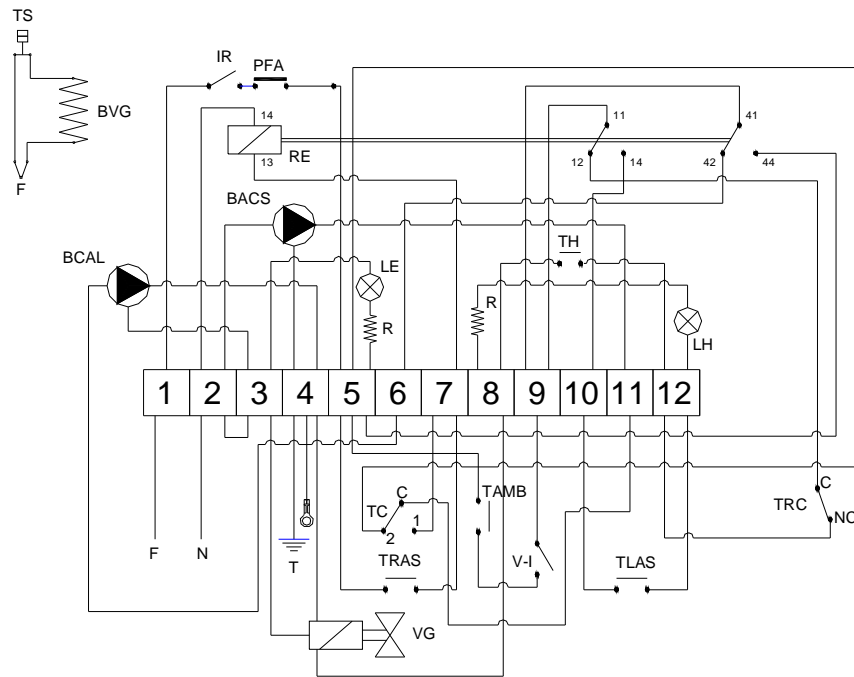 TS
IR
PFA
BVG
14
11
41
RE
13
12
14
42
44
F
BACS
TH
BCAL
LE
R
R
LH
1 2 3 4 5 6 7 8 9 10 11 12
C
TRC
NC
TC
C
TAMB
1
2
F
N
T
TRAS
V-I
TLAS
VG